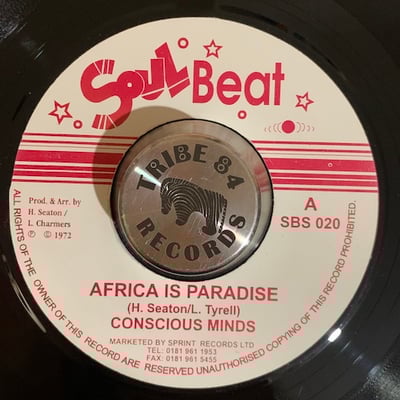 Soul Beat
TRIBE 84
RECORDS
Prod. & Arr. by
H. Seaton /
L. Charmers
℗ © 1972
A
SBS 020
AFRICA IS PARADISE
(H. Seaton/L. Tyrell)
CONSCIOUS MINDS
MARKETED BY SPRINT RECORDS LTD
TEL: 0181 961 1953
FAX: 0181 961 5455
ALL RIGHTS OF THE OWNER OF THIS RECORD ARE RESERVED UNAUTHORISED COPYING OF THIS RECORD PROHIBITED.